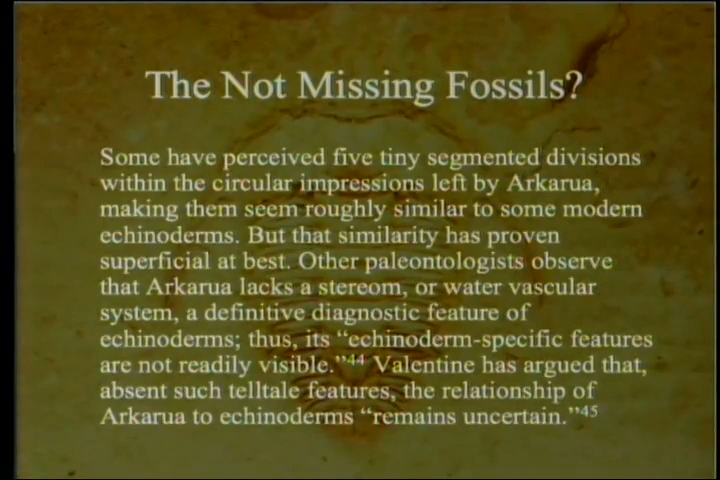 The Not Missing Fossils?
Some have perceived five tiny segmented divisions
within the circular impressions left by Arkarua,
making them seem roughly similar to some modern
echinoderms. But that similarity has proven
superficial at best. Other paleontologists observe
that Arkarua lacks a stereom, or water vascular
system, a definitive diagnostic feature of
echinoderms; thus, its “echinoderm-specific features
are not readily visible.”44 Valentine has argued that,
absent such telltale features, the relationship of
Arkarua to echinoderms “remains uncertain.”45